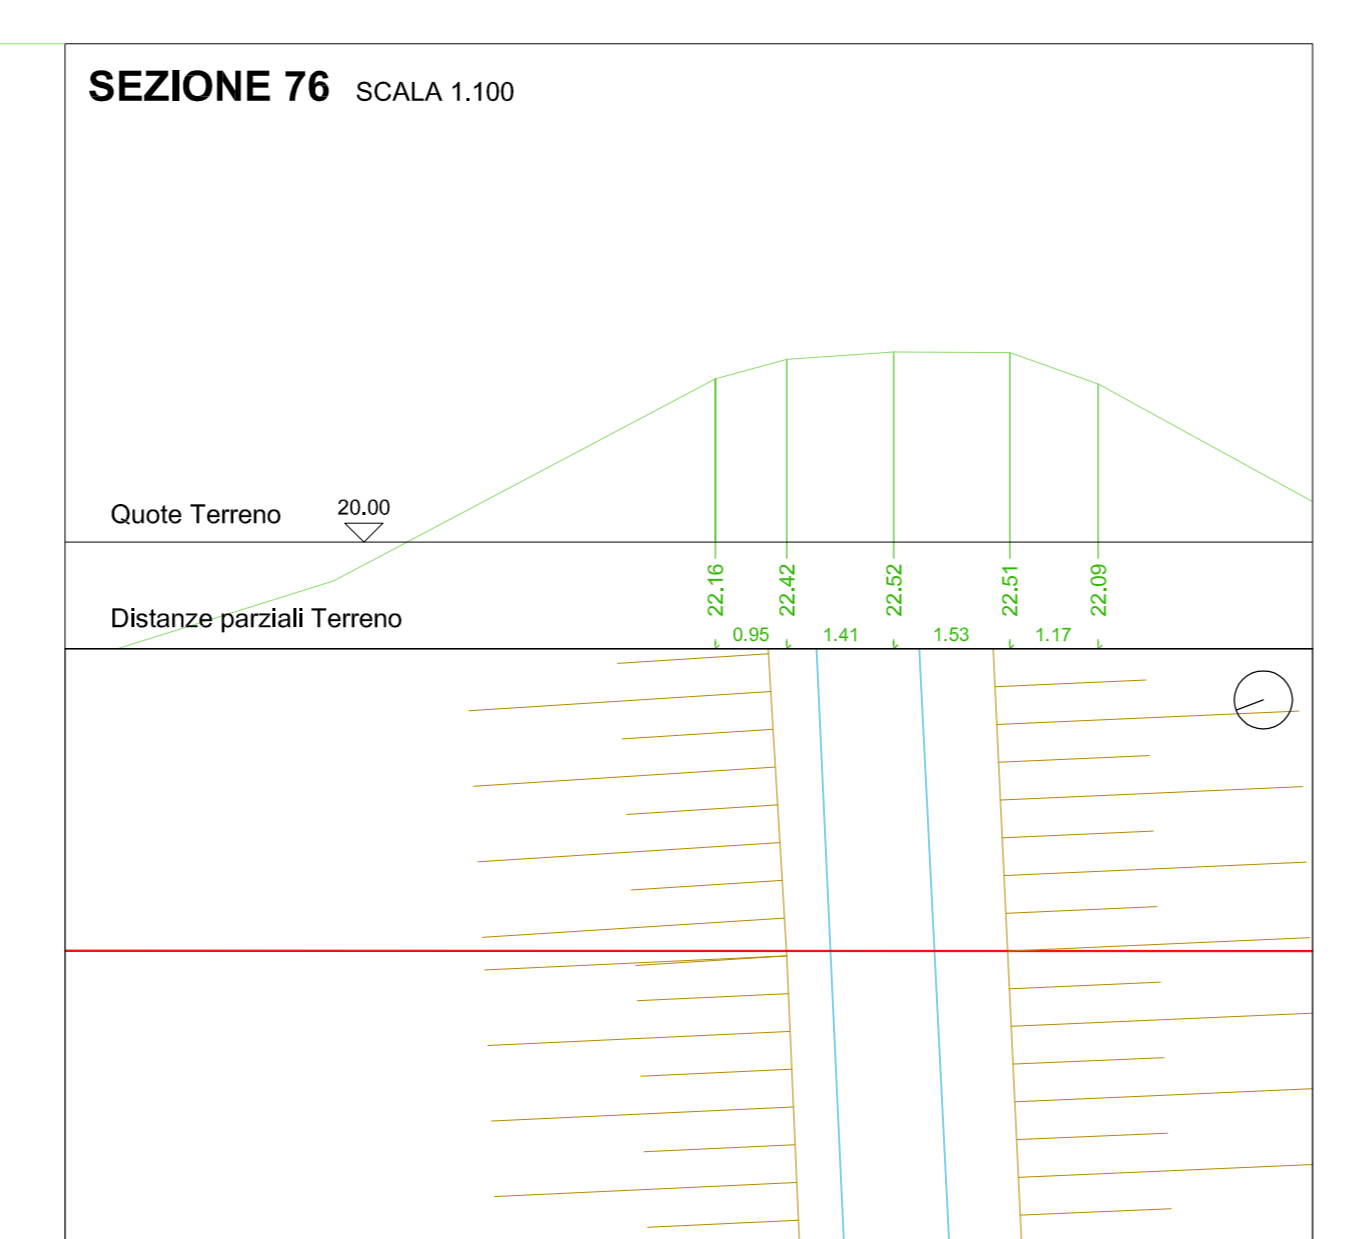 SEZIONE 76 SCALA 1.100
20.00
Quote Terreno
22.16 22.42 22.52 22.51 22.09
Distanze parziali Terreno
0.95 1.41 1.53 1.17